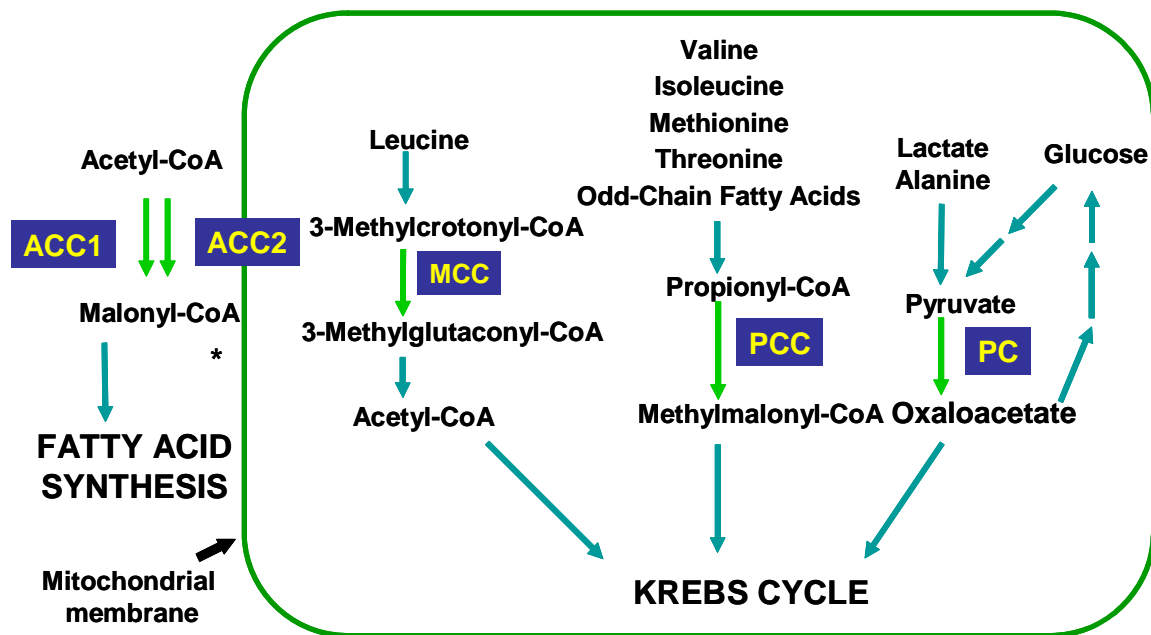 Acetyl-CoA
ACC1
ACC2
Malonyl-CoA
*
FATTY ACID
SYNTHESIS
Mitochondrial
membrane
Leucine
3-Methylcrotonyl-CoA
MCC
3-Methylglutaconyl-CoA
Acetyl-CoA
Valine
Isoleucine
Methionine
Threonine
Odd-Chain Fatty Acids
Propionyl-CoA
PCC
Methylmalonyl-CoA
Lactate
Alanine
Glucose
Pyruvate
PC
Oxaloacetate
KREBS CYCLE